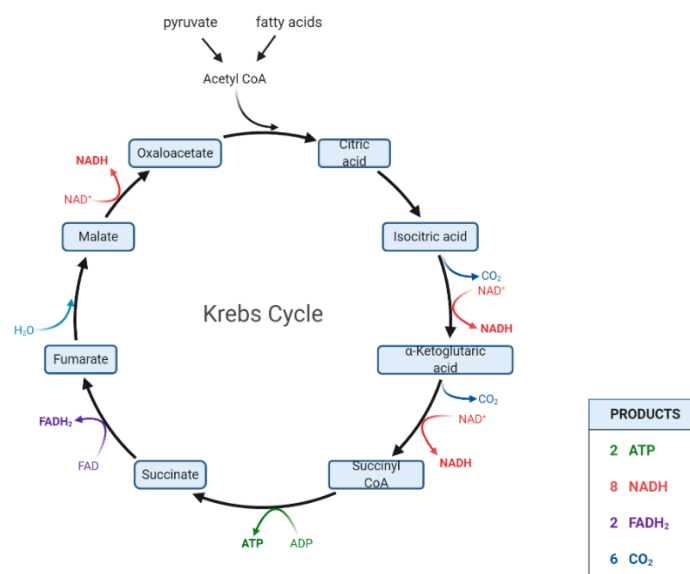 pyruvate fatty acids
Acetyl CoA
Oxaloacetate
Citric
acid
NADH
NAD⁺
Malate
Isocitric acid
CO₂
NAD⁺
NADH
Krebs Cycle
H₂O
Fumarate
α-Ketoglutaric
acid
CO₂
NAD⁺
NADH
FADH₂
FAD
Succinate
Succinyl
CoA
ATP ADP
PRODUCTS
2 ATP
8 NADH
2 FADH₂
6 CO₂